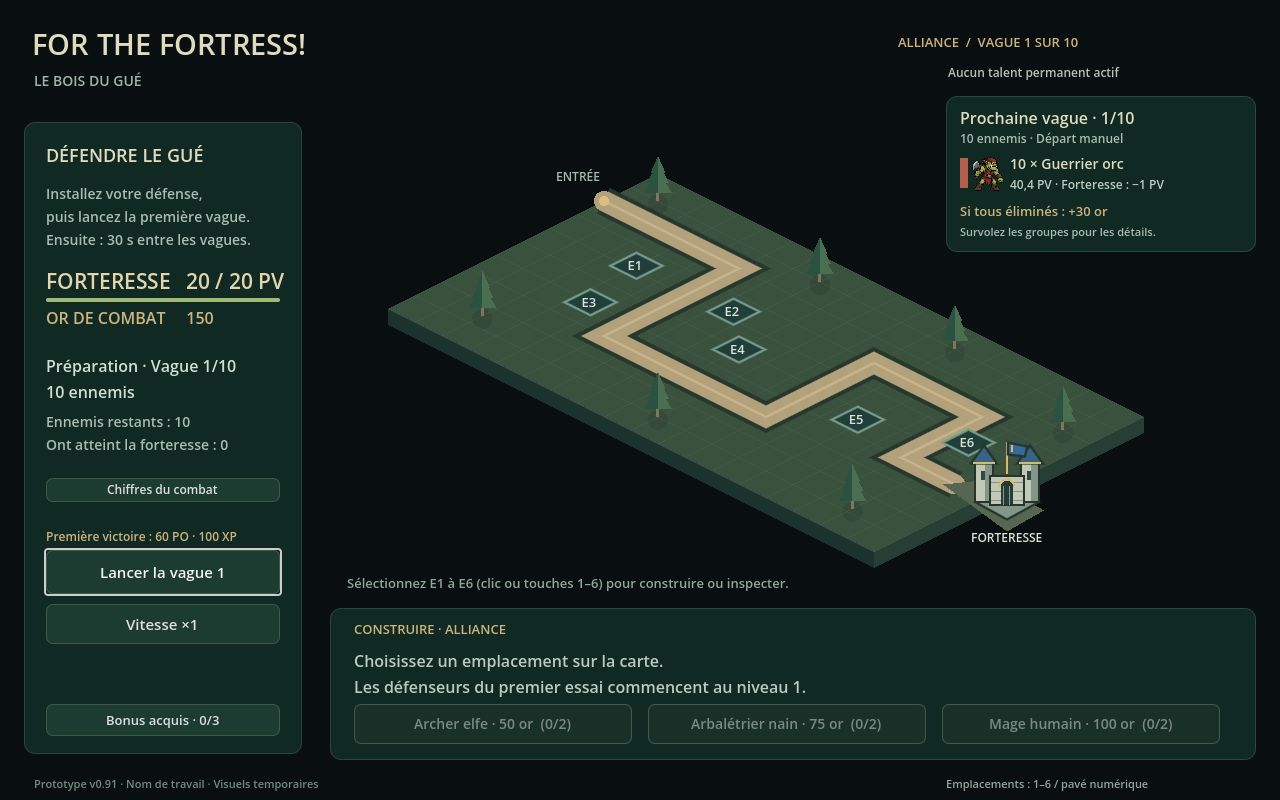 FOR THE FORTRESS!
LE BOIS DU GUÉ
ALLIANCE / VAGUE 1 SUR 10
Aucun talent permanent actif
Prochaine vague · 1/10
10 ennemis · Départ manuel
10 × Guerrier orc
40,4 PV · Forteresse : −1 PV
Si tous éliminés : +30 or
Survolez les groupes pour les détails.
DÉFENDRE LE GUÉ
Installez votre défense,
puis lancez la première vague.
Ensuite : 30 s entre les vagues.
FORTERESSE 20 / 20 PV
OR DE COMBAT 150
Préparation · Vague 1/10
10 ennemis
Ennemis restants : 10
Ont atteint la forteresse : 0
Chiffres du combat
Première victoire : 60 PO · 100 XP
Lancer la vague 1
Vitesse ×1
Bonus acquis · 0/3
ENTRÉE
E1
E3
E2
E4
E5
E6
FORTERESSE
Sélectionnez E1 à E6 (clic ou touches 1–6) pour construire ou inspecter.
CONSTRUIRE · ALLIANCE
Choisissez un emplacement sur la carte.
Les défenseurs du premier essai commencent au niveau 1.
Archer elfe · 50 or (0/2)
Arbalétrier nain · 75 or (0/2)
Mage humain · 100 or (0/2)
Prototype v0.91 · Nom de travail · Visuels temporaires
Emplacements : 1–6 / pavé numérique